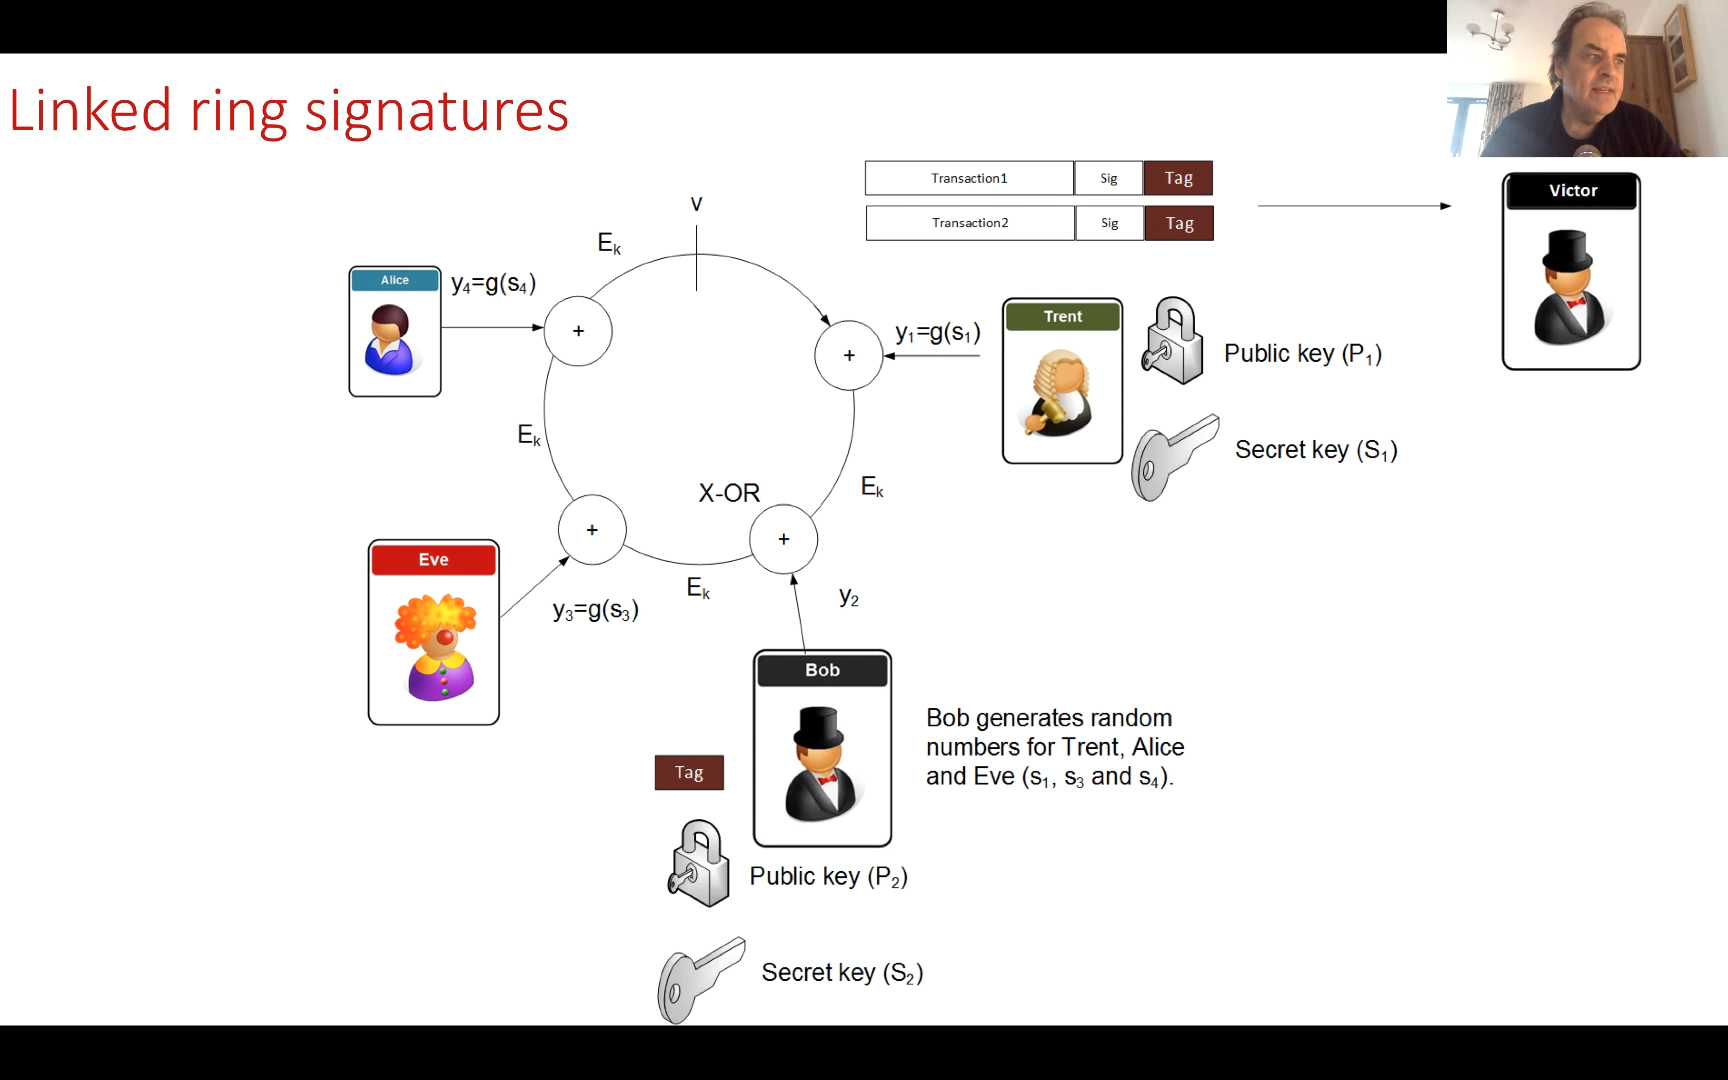 Linked ring signatures
Transaction1 Sig Tag
Transaction2 Sig Tag
Victor
v
Eₖ
Alice
y₄=g(s₄)
+
Trent
y₁=g(s₁)
+
Public key (P₁)
Secret key (S₁)
Eₖ
Eₖ
X-OR
+
+
Eve
y₃=g(s₃)
Eₖ
y₂
Bob
Bob generates random
numbers for Trent, Alice
and Eve (s₁, s₃ and s₄).
Tag
Public key (P₂)
Secret key (S₂)